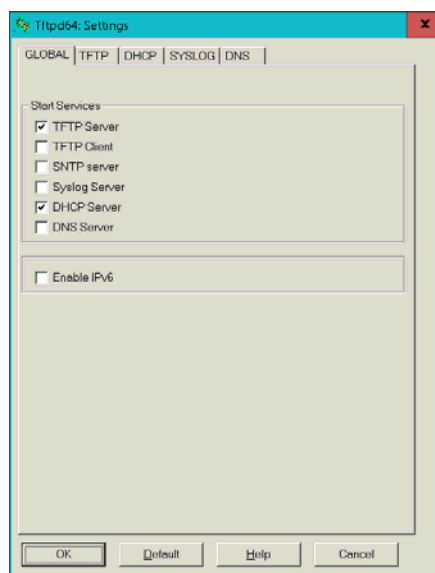 Tftpd64: Settings
GLOBAL TFTP DHCP SYSLOG DNS
Start Services
TFTP Server
TFTP Client
SNTP server
Syslog Server
DHCP Server
DNS Server
Enable IPv6
OK Default Help Cancel